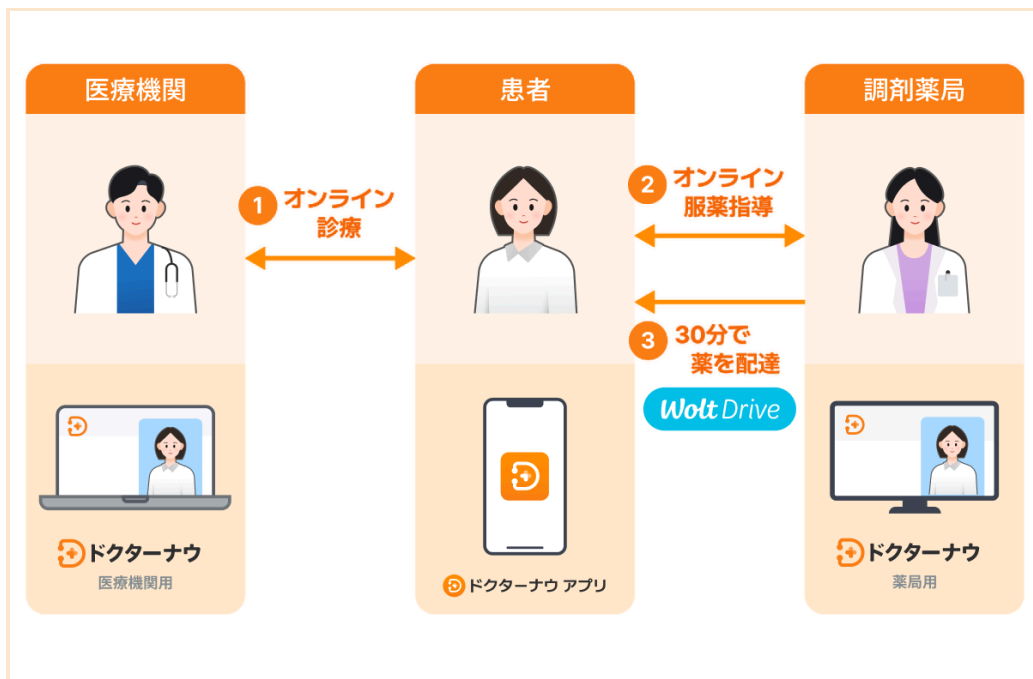 医療機関
患者
調剤薬局
1
オンライン
診療
2
オンライン
服薬指導
3
30分で
薬を配達
Wolt Drive
ドクターナウ
医療機関用
ドクターナウ アプリ
ドクターナウ
薬局用